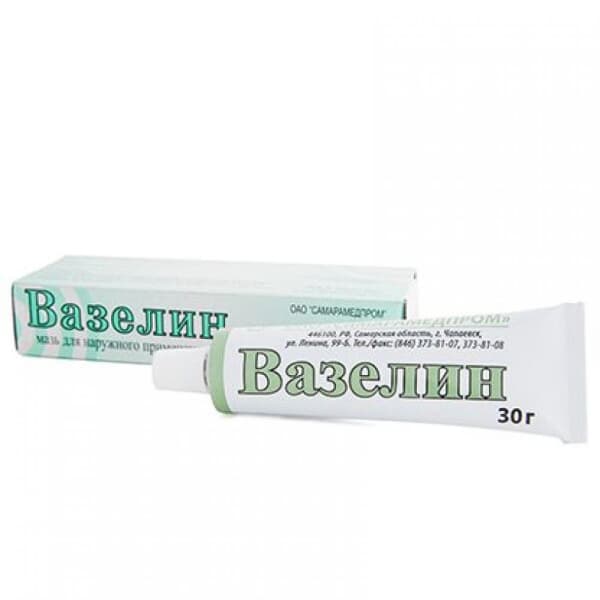 Вазелин
ОАО "САМАРАМЕДПРОМ"
мазь для наружного
САМАРАМЕДПРОМ»
446100, РФ, Самарская область, г. Чапаевск,
ул. Ленина, 99-Б. Тел./факс: (846) 373-81-07, 373-81-08
Вазелин
30 г